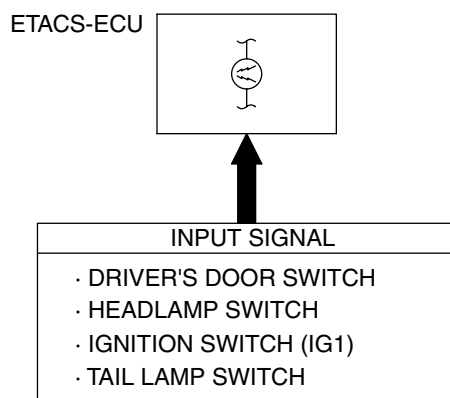 ETACS-ECU
INPUT SIGNAL
· DRIVER'S DOOR SWITCH
· HEADLAMP SWITCH
· IGNITION SWITCH (IG1)
· TAIL LAMP SWITCH